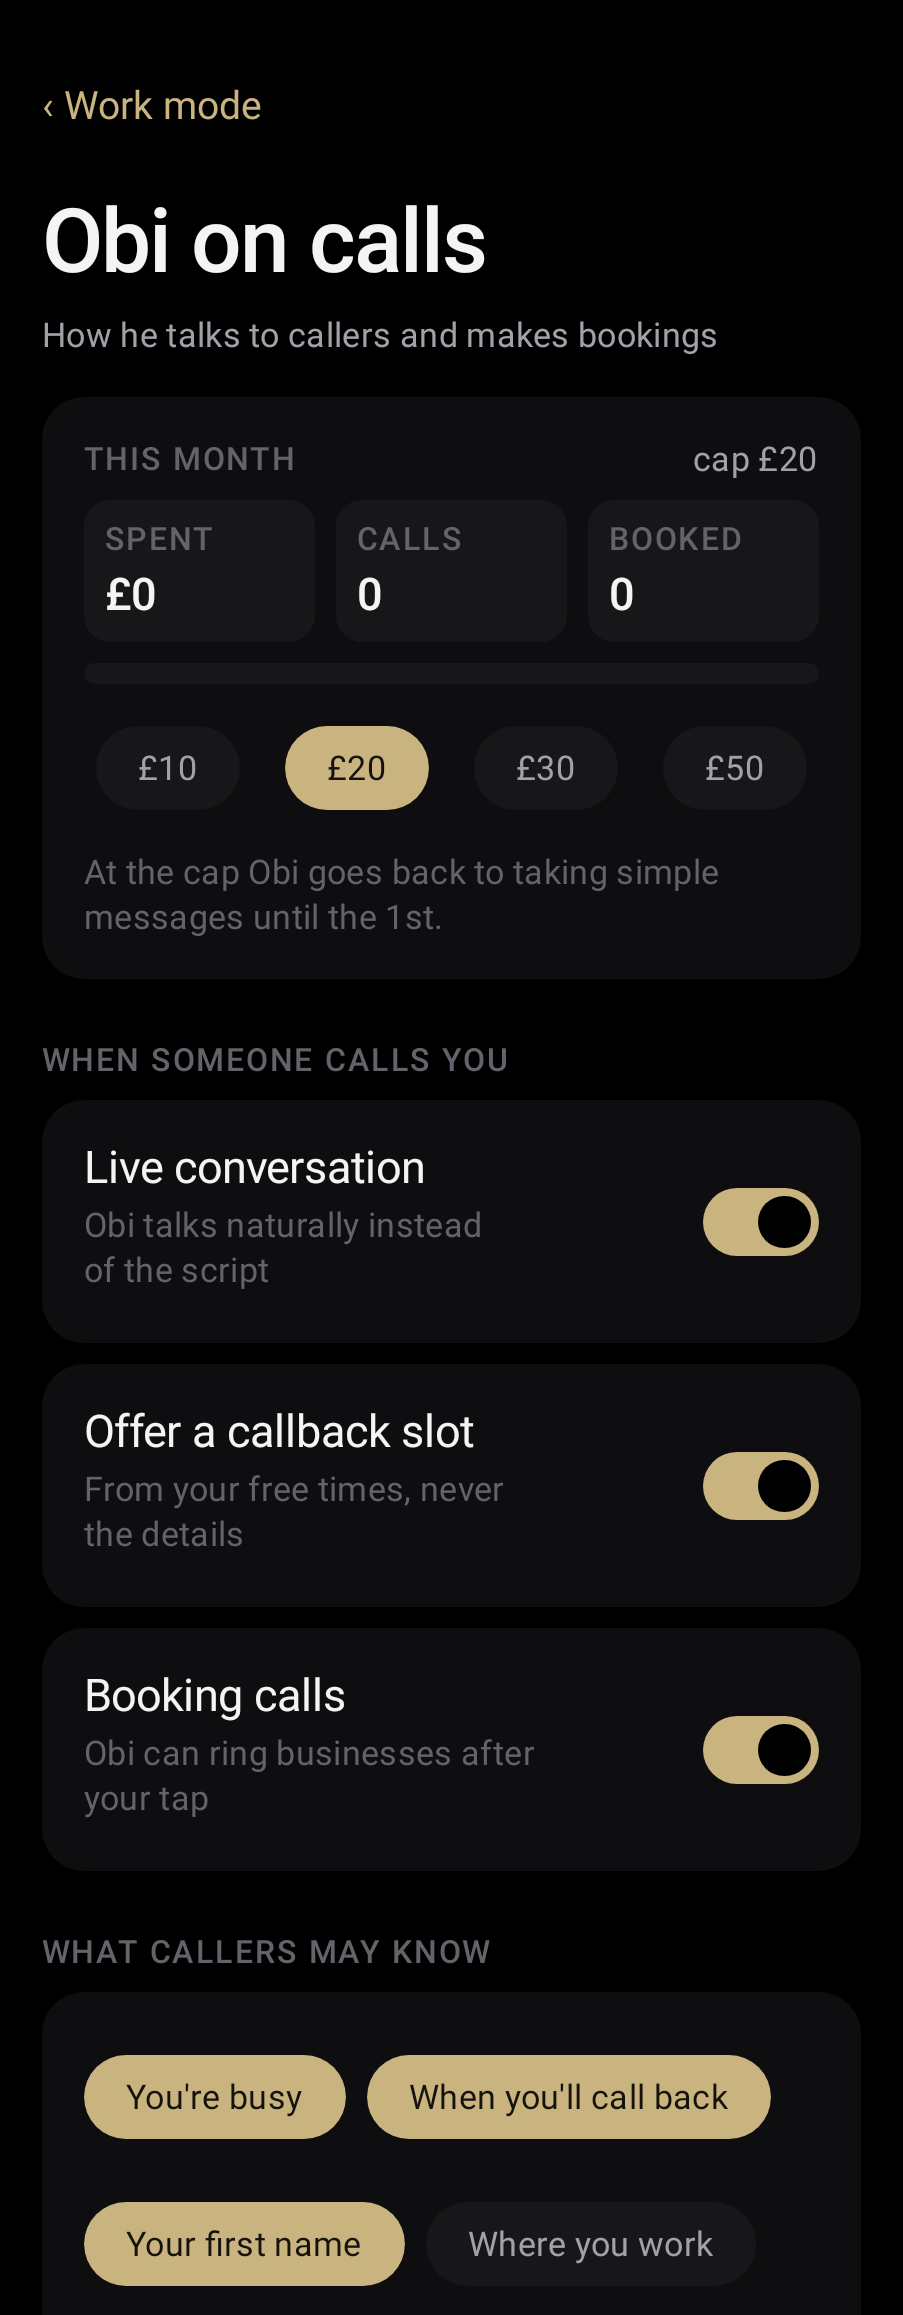 ‹ Work mode
Obi on calls
How he talks to callers and makes bookings
THIS MONTH cap £20
SPENT CALLS BOOKED
£0 0 0
£10 £20 £30 £50
At the cap Obi goes back to taking simple
messages until the 1st.
WHEN SOMEONE CALLS YOU
Live conversation
Obi talks naturally instead
of the script
Offer a callback slot
From your free times, never
the details
Booking calls
Obi can ring businesses after
your tap
WHAT CALLERS MAY KNOW
You're busy When you'll call back
Your first name Where you work